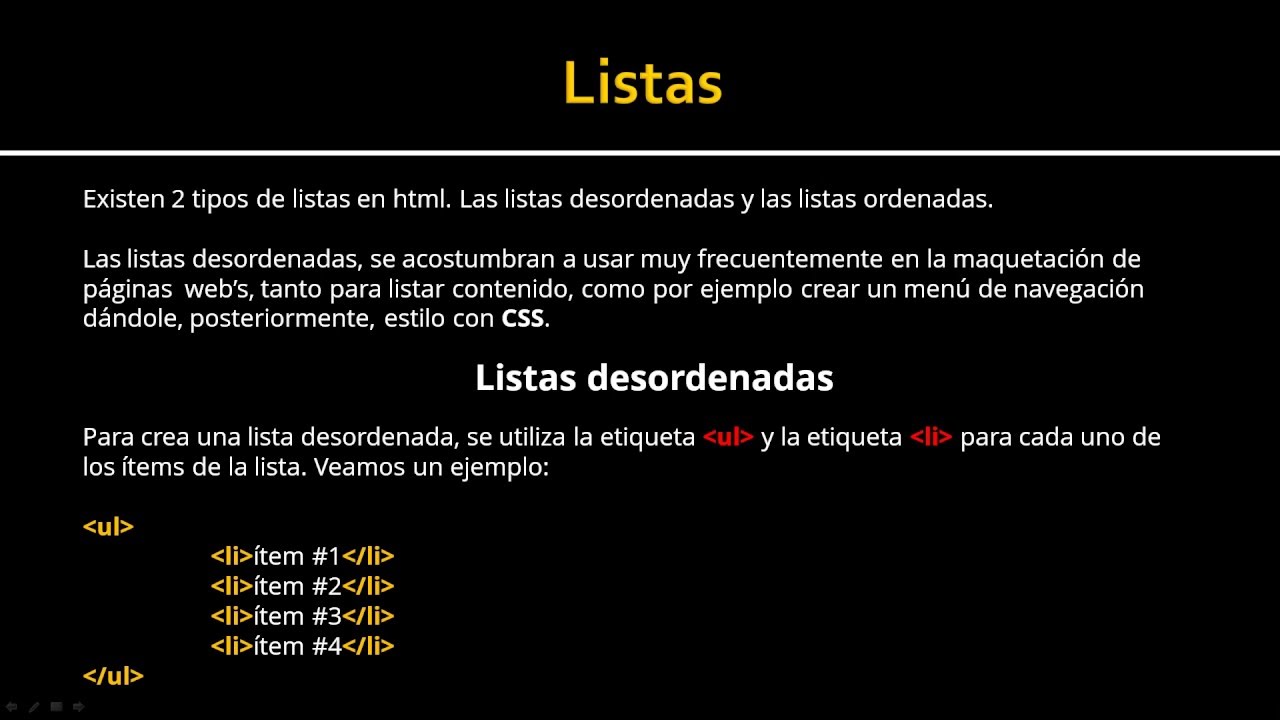 Listas
Existen 2 tipos de listas en html. Las listas desordenadas y las listas ordenadas.
Las listas desordenadas, se acostumbran a usar muy frecuentemente en la maquetación de
páginas  web’s, tanto para listar contenido, como por ejemplo crear un menú de navegación
dándole, posteriormente, estilo con CSS.
Listas desordenadas
Para crea una lista desordenada, se utiliza la etiqueta <ul> y la etiqueta <li> para cada uno de
los ítems de la lista. Veamos un ejemplo:
<ul>
<li>ítem #1</li>
<li>ítem #2</li>
<li>ítem #3</li>
<li>ítem #4</li>
</ul>